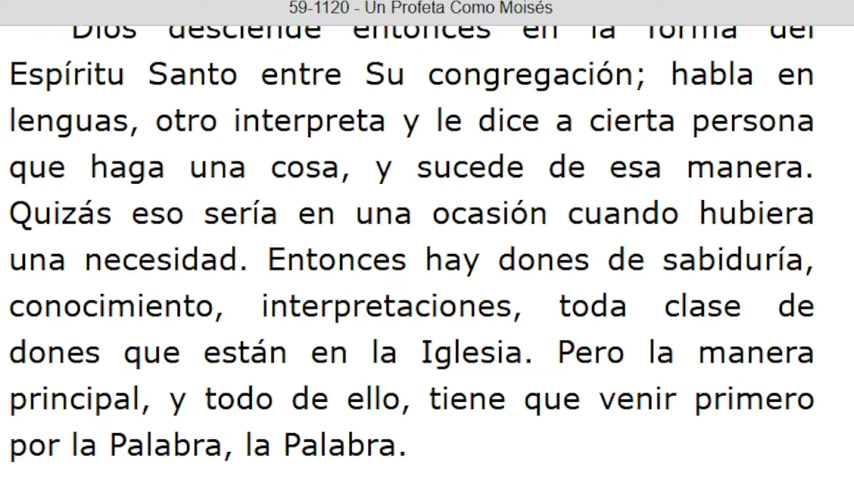 59-1120 - Un Profeta Como Moisés
Dios desciende entonces en la forma del
Espíritu Santo entre Su congregación; habla en
lenguas, otro interpreta y le dice a cierta persona
que haga una cosa, y sucede de esa manera.
Quizás eso sería en una ocasión cuando hubiera
una necesidad. Entonces hay dones de sabiduría,
conocimiento, interpretaciones, toda clase de
dones que están en la Iglesia. Pero la manera
principal, y todo de ello, tiene que venir primero
por la Palabra, la Palabra.